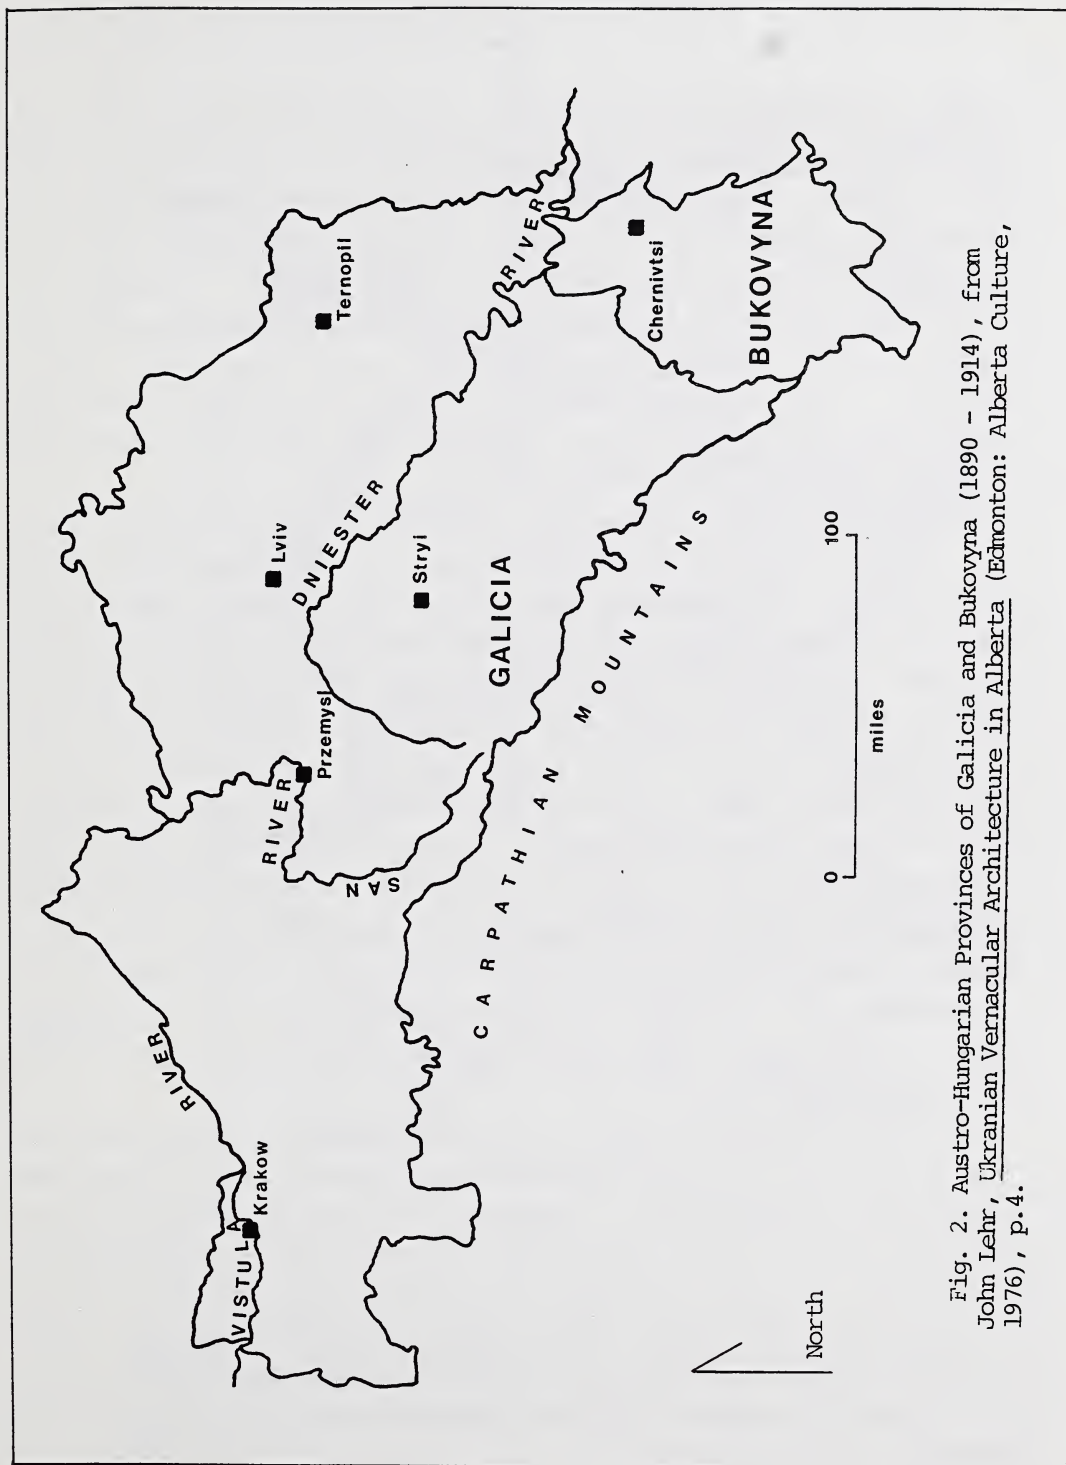 VISTULA
RIVER
Krakow
SAN
RIVER
Przemysl
Lviv
DNIESTER
RIVER
Ternopil
Stryi
GALICIA
Chernivtsi
BUKOVYNA
CARPATHIAN MOUNTAINS
0
100
miles
North
Fig. 2. Austro-Hungarian Provinces of Galicia and Bukovyna (1890 - 1914), from
John Lehr, Ukranian Vernacular Architecture in Alberta (Edmonton: Alberta Culture,
1976), p.4.